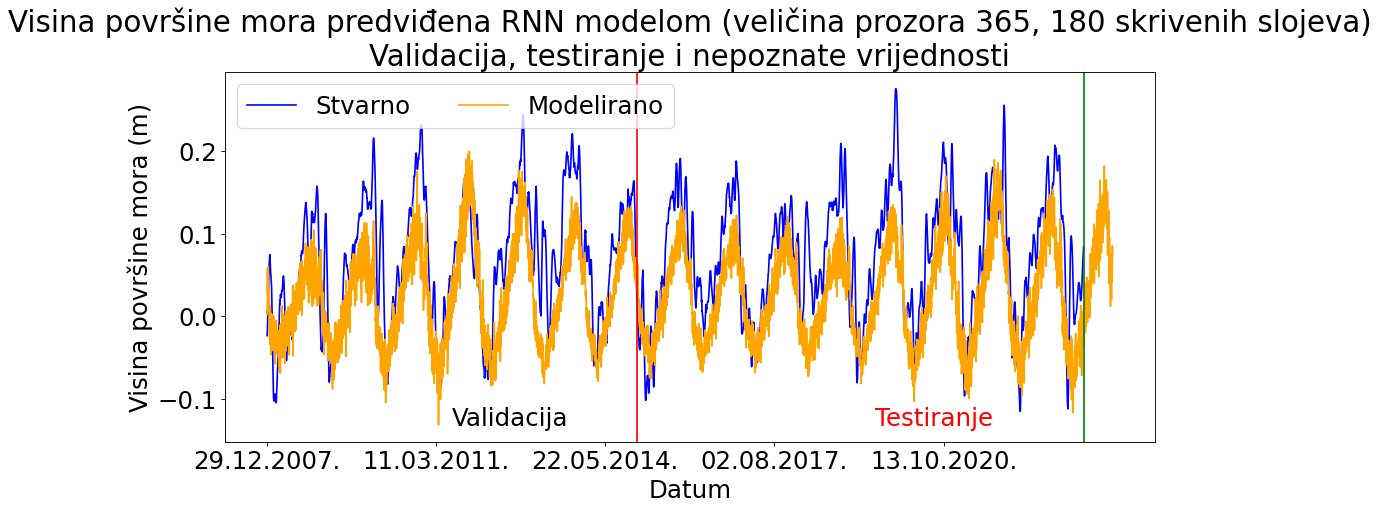 Visina površine mora predviđena RNN modelom (veličina prozora 365, 180 skrivenih slojeva)
Validacija, testiranje i nepoznate vrijednosti
Stvarno Modelirano
Visina površine mora (m)
0.2
0.1
0.0
−0.1
Validacija Testiranje
29.12.2007. 11.03.2011. 22.05.2014. 02.08.2017. 13.10.2020.
Datum